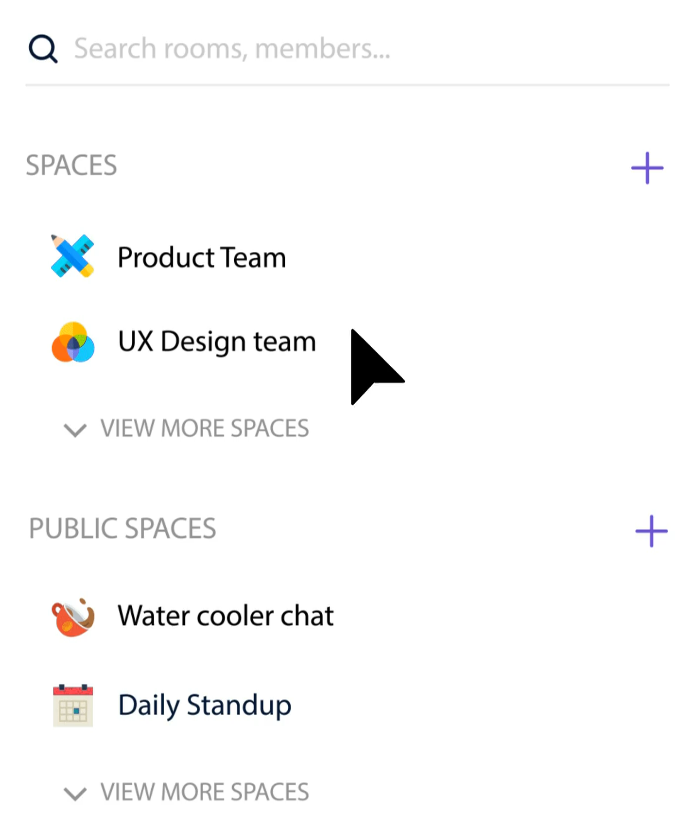 Search rooms, members...
SPACES
Product Team
UX Design team
VIEW MORE SPACES
PUBLIC SPACES
Water cooler chat
Daily Standup
VIEW MORE SPACES